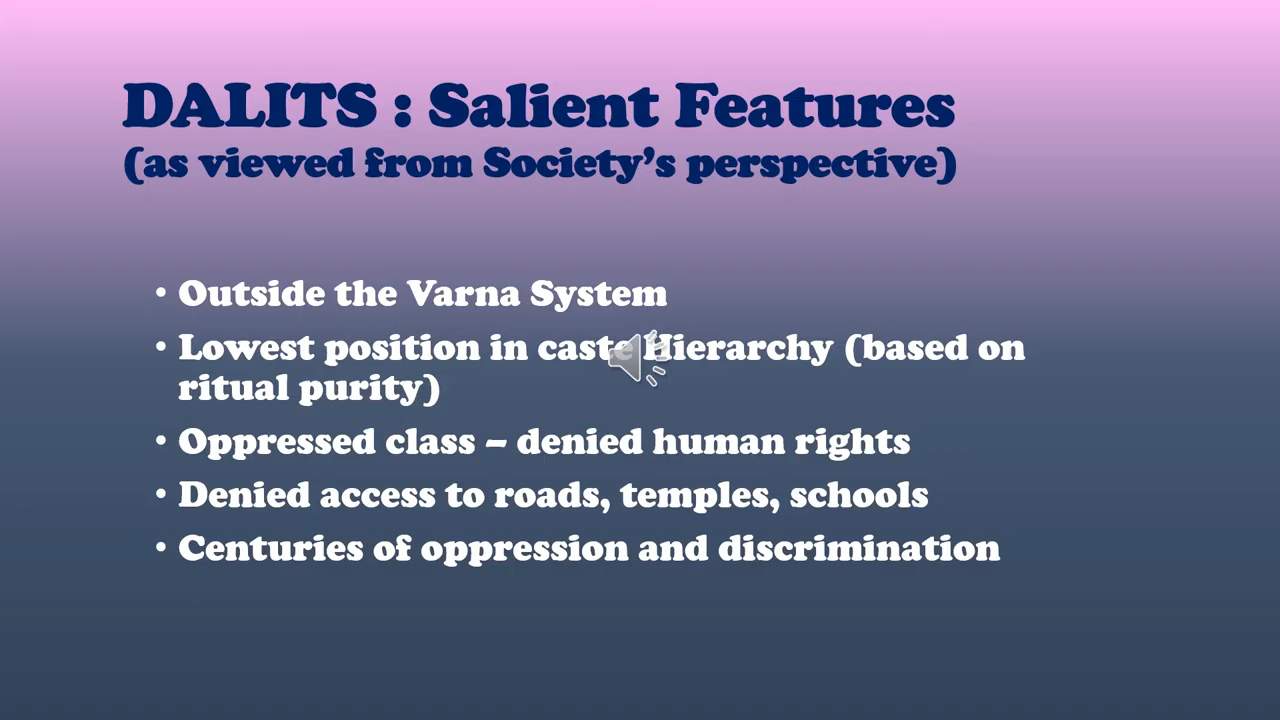 DALITS : Salient Features
(as viewed from Society’s perspective)
• Outside the Varna System
• Lowest position in caste Hierarchy (based on
ritual purity)
• Oppressed class – denied human rights
• Denied access to roads, temples, schools
• Centuries of oppression and discrimination